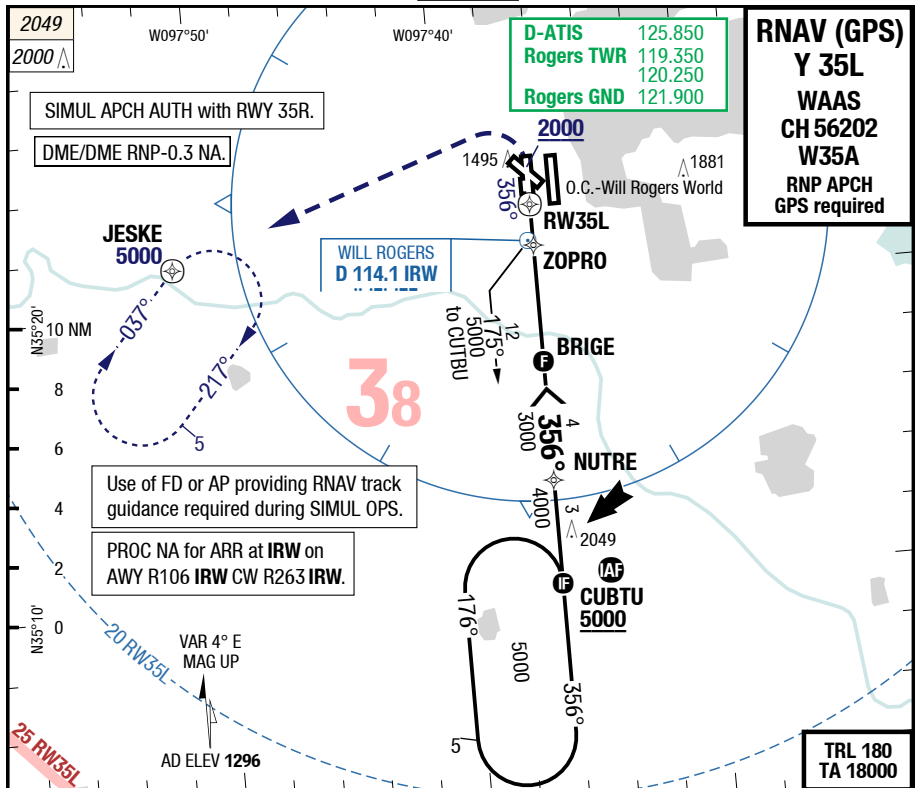 2049
2000
W097°50'
W097°40'
D-ATIS 125.850
Rogers TWR 119.350
120.250
Rogers GND 121.900
RNAV (GPS)
Y 35L
WAAS
CH 56202
W35A
RNP APCH
GPS required
SIMUL APCH AUTH with RWY 35R.
DME/DME RNP-0.3 NA.
2000
1495
1881
O.C.-Will Rogers World
356°
RW35L
JESKE
5000
WILL ROGERS
D 114.1 IRW
ZOPRO
037°
217°
5
12
175°
5000
to CUTBU
N35°20'
10 NM
8
6
4
2
0
N35°10'
BRIGE
F
38
4
356°
3000
NUTRE
4000
3
2049
Use of FD or AP providing RNAV track
guidance required during SIMUL OPS.
PROC NA for ARR at IRW on
AWY R106 IRW CW R263 IRW.
IAF
IF
CUBTU
5000
176°
5000
356°
5
20 RW35L
VAR 4° E
MAG UP
AD ELEV 1296
25 RW35L
TRL 180
TA 18000